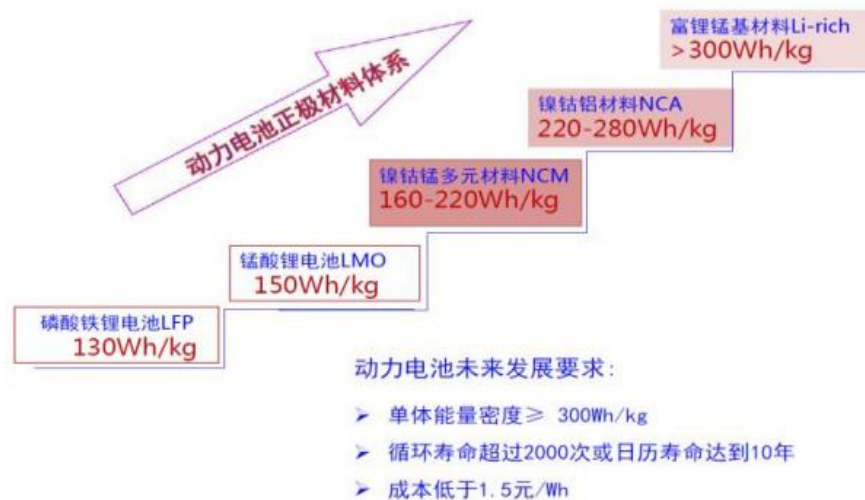 动力电池正极材料体系
富锂锰基材料Li-rich
>300Wh/kg
镍钴铝材料NCA
220-280Wh/kg
镍钴锰多元材料NCM
160-220Wh/kg
锰酸锂电池LMO
150Wh/kg
磷酸铁锂电池LFP
130Wh/kg
动力电池未来发展要求:
➢ 单体能量密度≥ 300Wh/kg
➢ 循环寿命超过2000次或日历寿命达到10年
➢ 成本低于1.5元/Wh